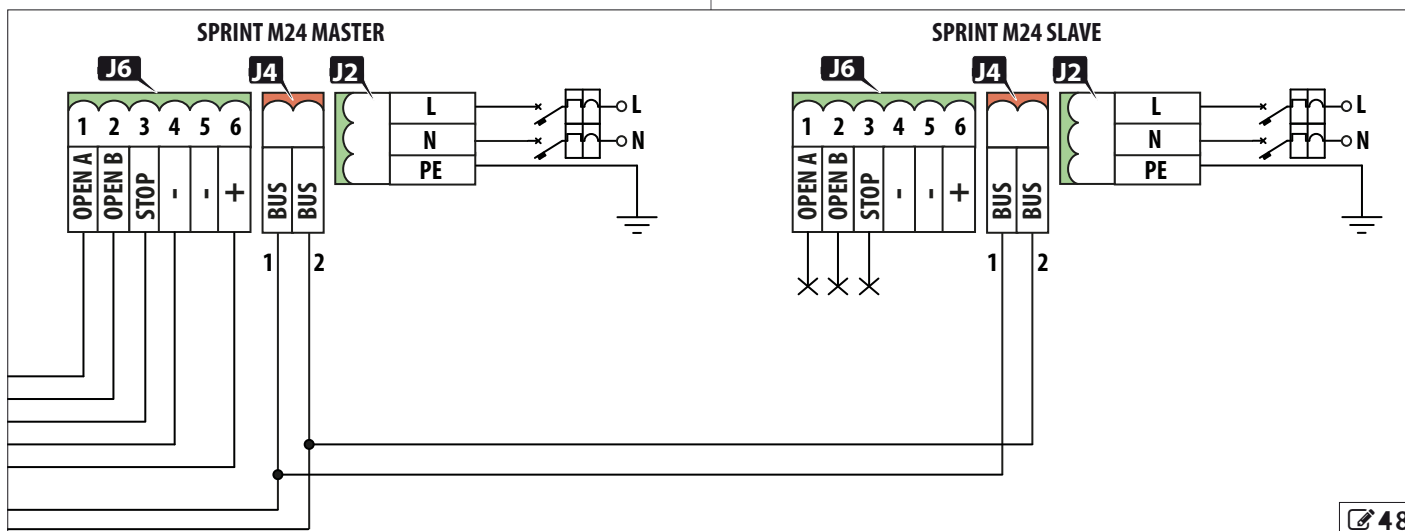 SPRINT M24 MASTER
J6
J4
J2
1 2 3 4 5 6
OPEN A
OPEN B
STOP
-
-
+
BUS
BUS
L
N
PE
L
N
1
2
SPRINT M24 SLAVE
J6
J4
J2
1 2 3 4 5 6
OPEN A
OPEN B
STOP
-
-
+
BUS
BUS
L
N
PE
L
N
1
2
48